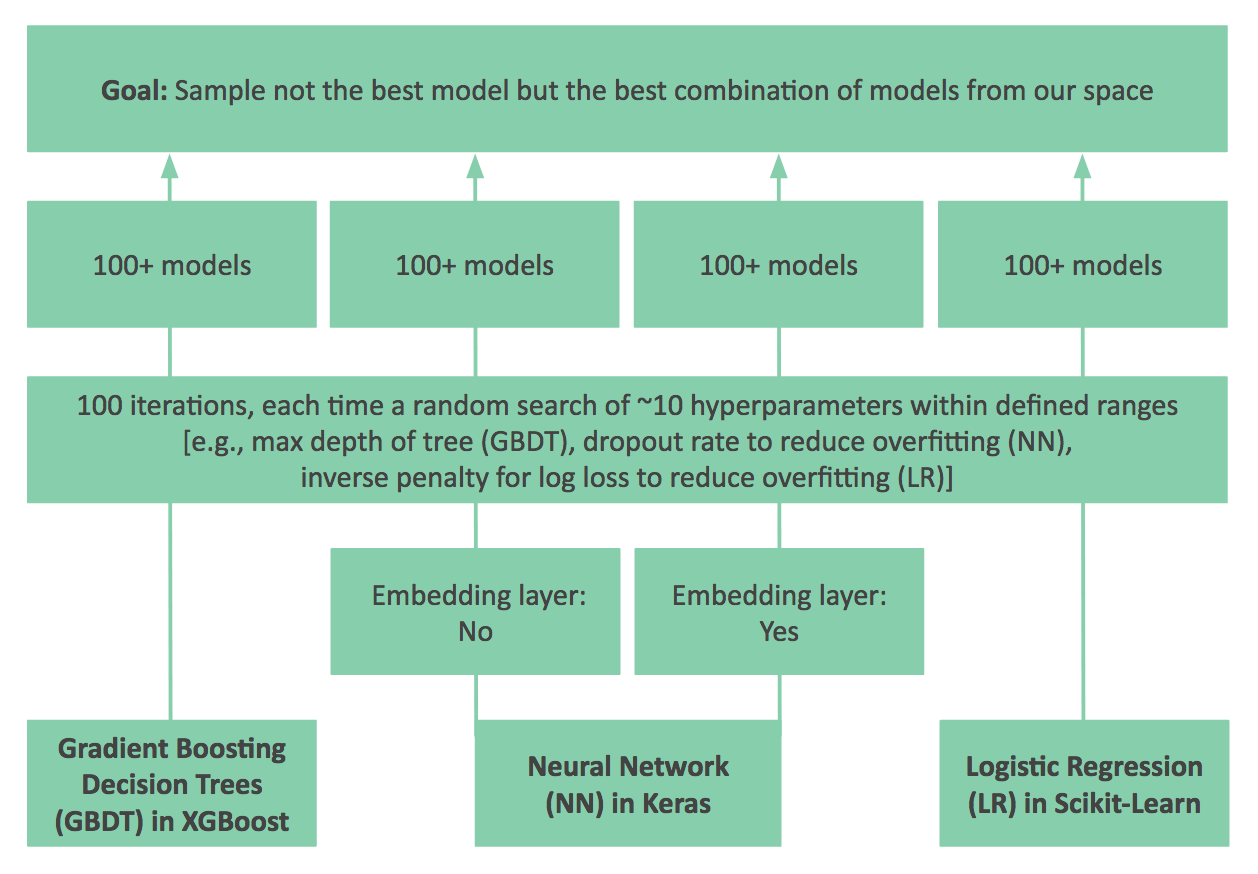 Goal: Sample not the best model but the best combination of models from our space
100+ models
100+ models
100+ models
100+ models
100 iterations, each time a random search of ~10 hyperparameters within defined ranges
[e.g., max depth of tree (GBDT), dropout rate to reduce overfitting (NN),
inverse penalty for log loss to reduce overfitting (LR)]
Embedding layer:
No
Embedding layer:
Yes
Gradient Boosting
Decision Trees
(GBDT) in XGBoost
Neural Network
(NN) in Keras
Logistic Regression
(LR) in Scikit-Learn